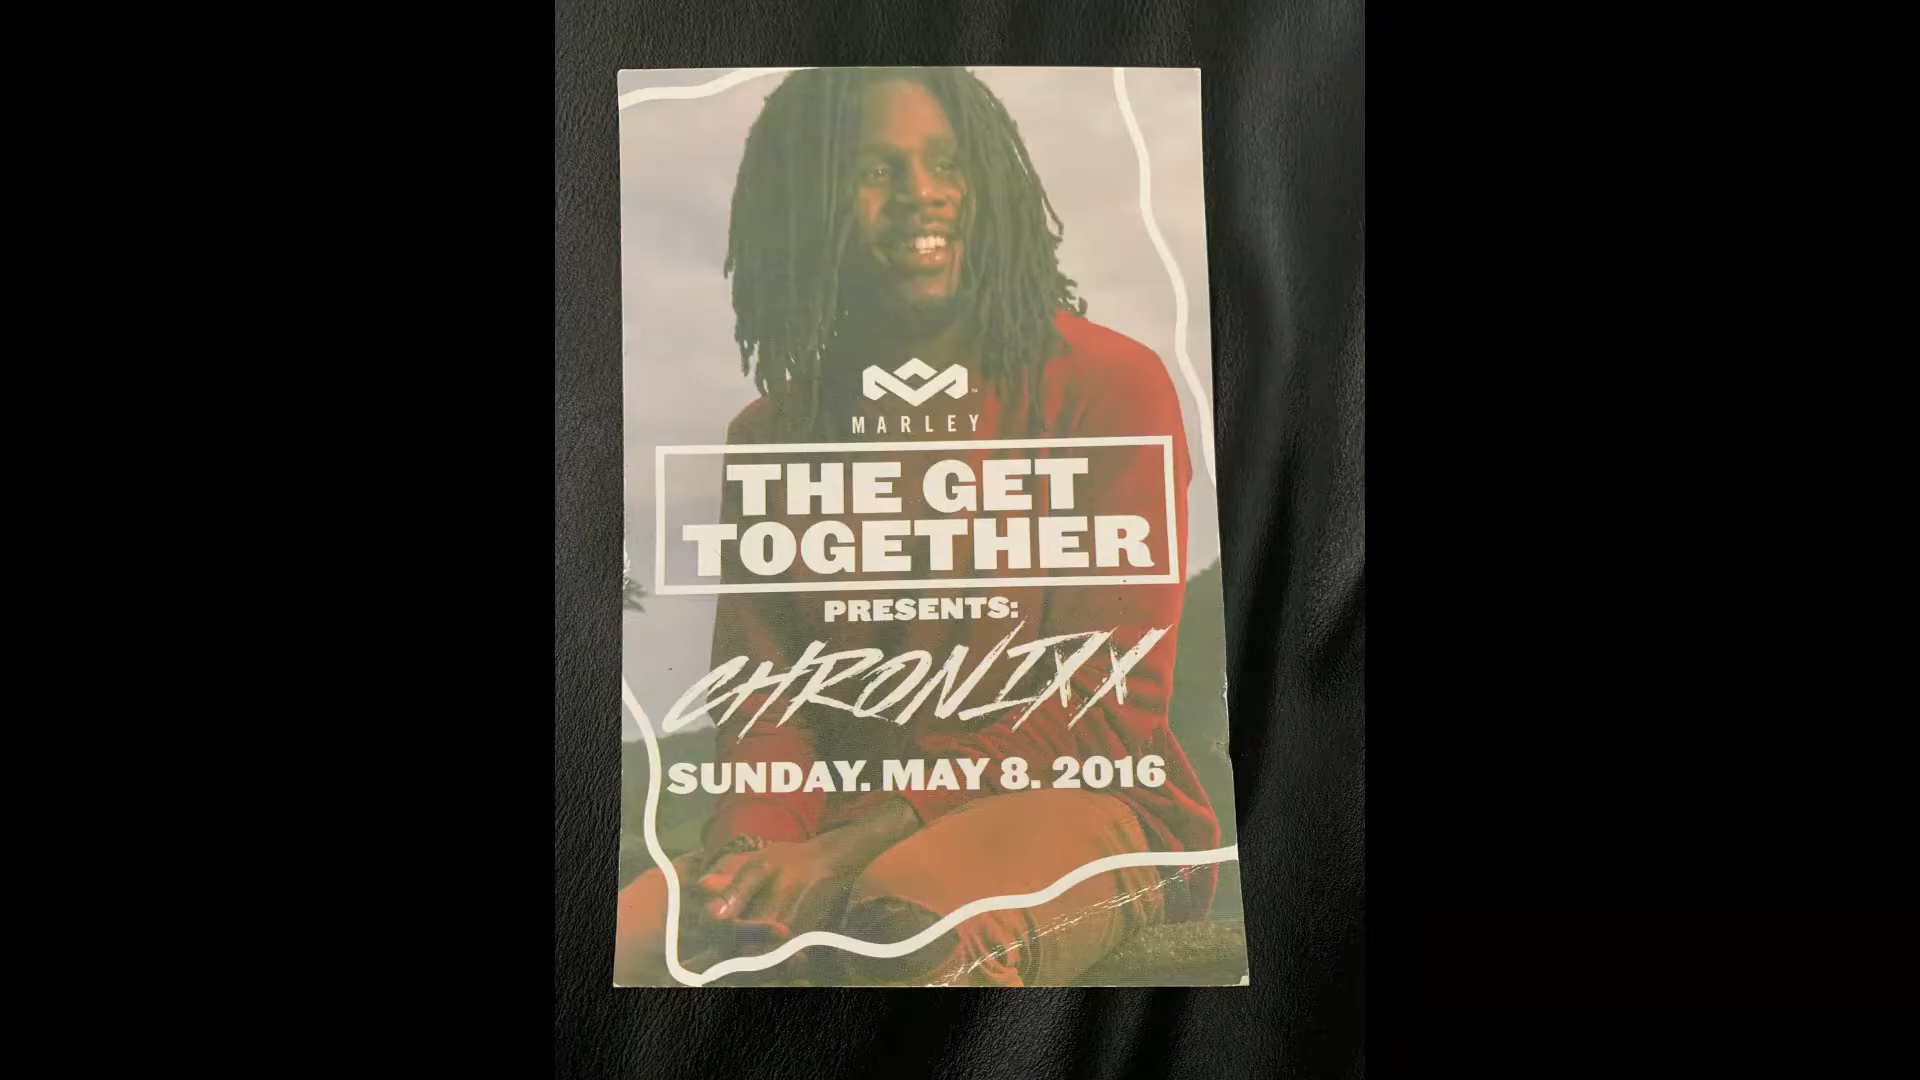 MARLEY
THE GET
TOGETHER
PRESENTS:
CHRONIXX
SUNDAY. MAY 8. 2016